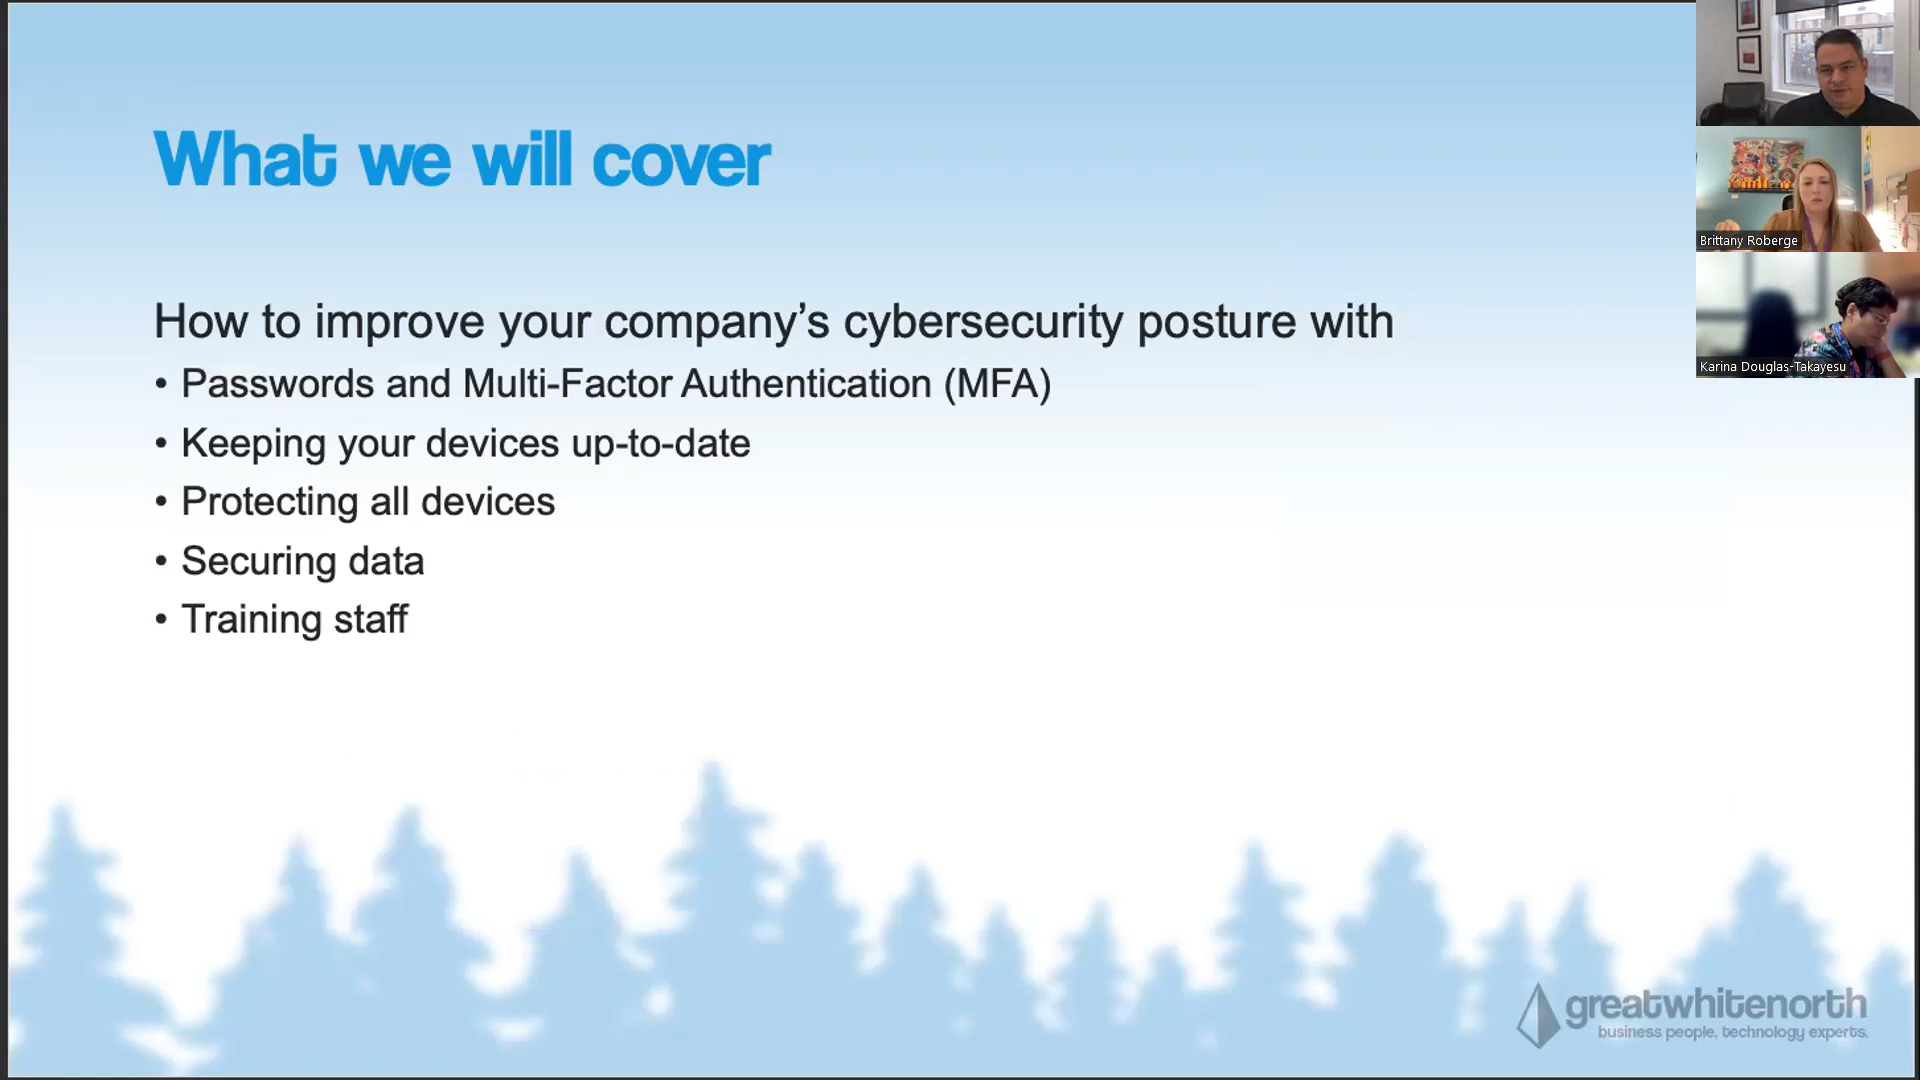 What we will cover
How to improve your company’s cybersecurity posture with
• Passwords and Multi-Factor Authentication (MFA)
• Keeping your devices up-to-date
• Protecting all devices
• Securing data
• Training staff
Brittany Roberge
Karina Douglas-Takayesu
greatwhitenorth
business people, technology experts.